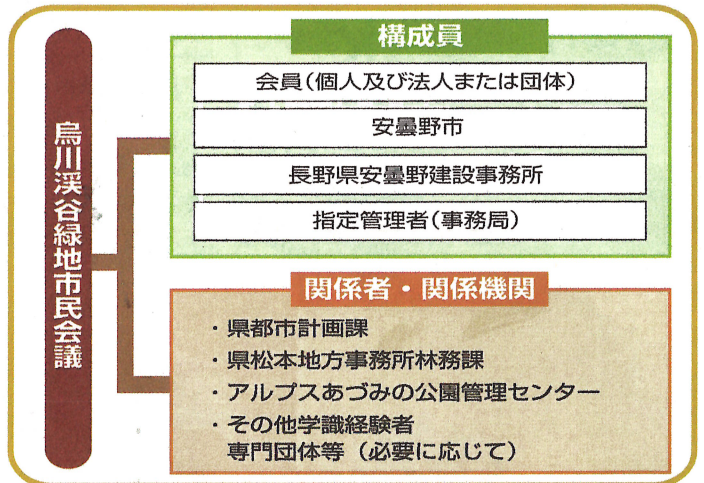 烏川渓谷緑地市民会議
構成員
会員(個人及び法人または団体)
安曇野市
長野県安曇野建設事務所
指定管理者(事務局)
関係者・関係機関
・県都市計画課
・県松本地方事務所林務課
・アルプスあづみの公園管理センター
・その他学識経験者
専門団体等(必要に応じて)